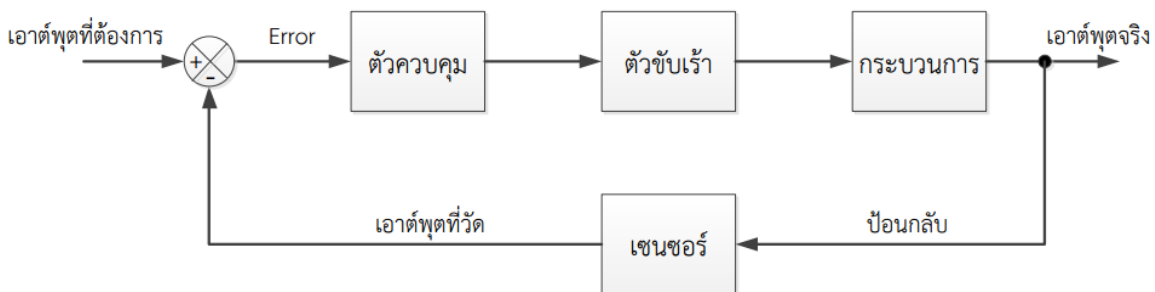 เอาต์พุตที่ต้องการ
Error
เอาต์พุตจริง
+
-
ตัวควบคุม
ตัวขับเร้า
กระบวนการ
เอาต์พุตที่วัด
ป้อนกลับ
เซนซอร์